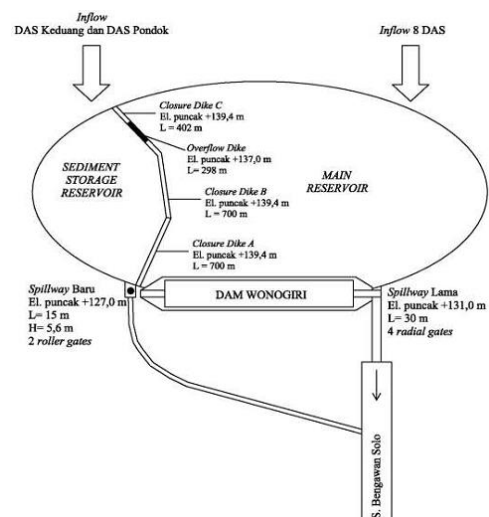 Inflow
DAS Keduang dan DAS Pondok
Inflow 8 DAS
Closure Dike C
El. puncak +139,4 m
L = 402 m
Overflow Dike
El. puncak +137,0 m
L= 298 m
SEDIMENT
STORAGE
RESERVOIR
MAIN
RESERVOIR
Closure Dike B
El. puncak +139,4 m
L = 700 m
Closure Dike A
El. puncak +139,4 m
L = 700 m
Spillway Baru
El. puncak +127,0 m
L= 15 m
H= 5,6 m
2 roller gates
DAM WONOGIRI
Spillway Lama
El. puncak +131,0 m
L= 30 m
4 radial gates
S. Bengawan Solo